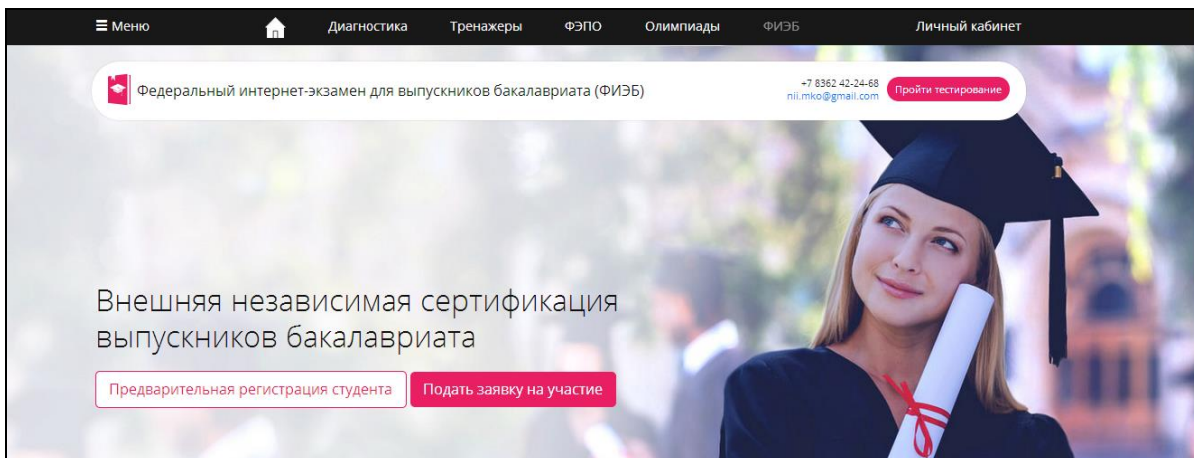 Меню
Диагностика
Тренажеры
ФЭПО
Олимпиады
ФИЭБ
Личный кабинет
Федеральный интернет-экзамен для выпускников бакалавриата (ФИЭБ)
+7 8362 42-24-68
nii.mko@gmail.com
Пройти тестирование
Внешняя независимая сертификация
выпускников бакалавриата
Предварительная регистрация студента
Подать заявку на участие